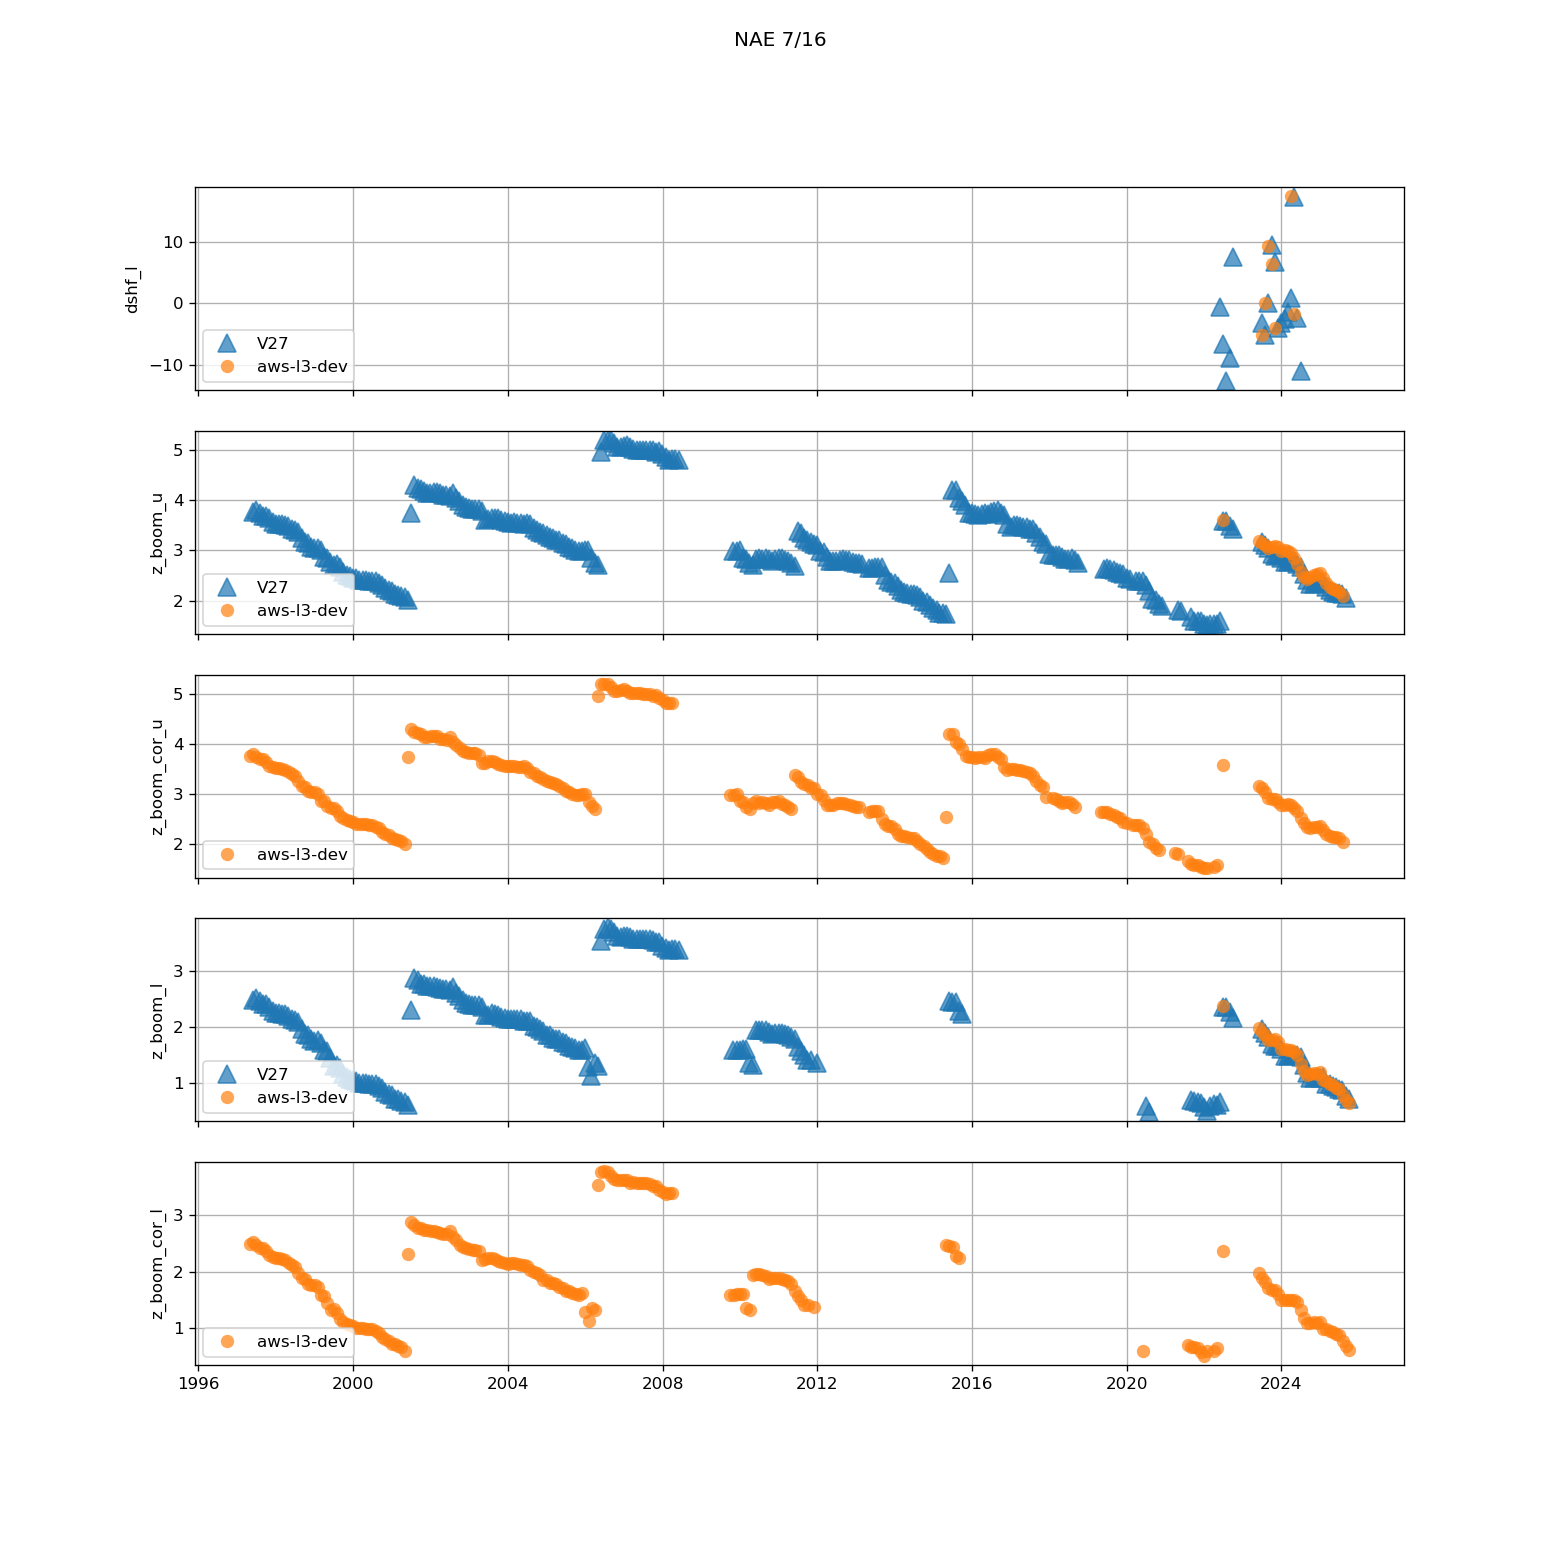 NAE 7/16
dshf_l
10
0
−10
V27
aws-l3-dev
z_boom_u
5
4
3
2
V27
aws-l3-dev
z_boom_cor_u
5
4
3
2
aws-l3-dev
z_boom_l
3
2
1
V27
aws-l3-dev
z_boom_cor_l
3
2
1
aws-l3-dev
1996 2000 2004 2008 2012 2016 2020 2024